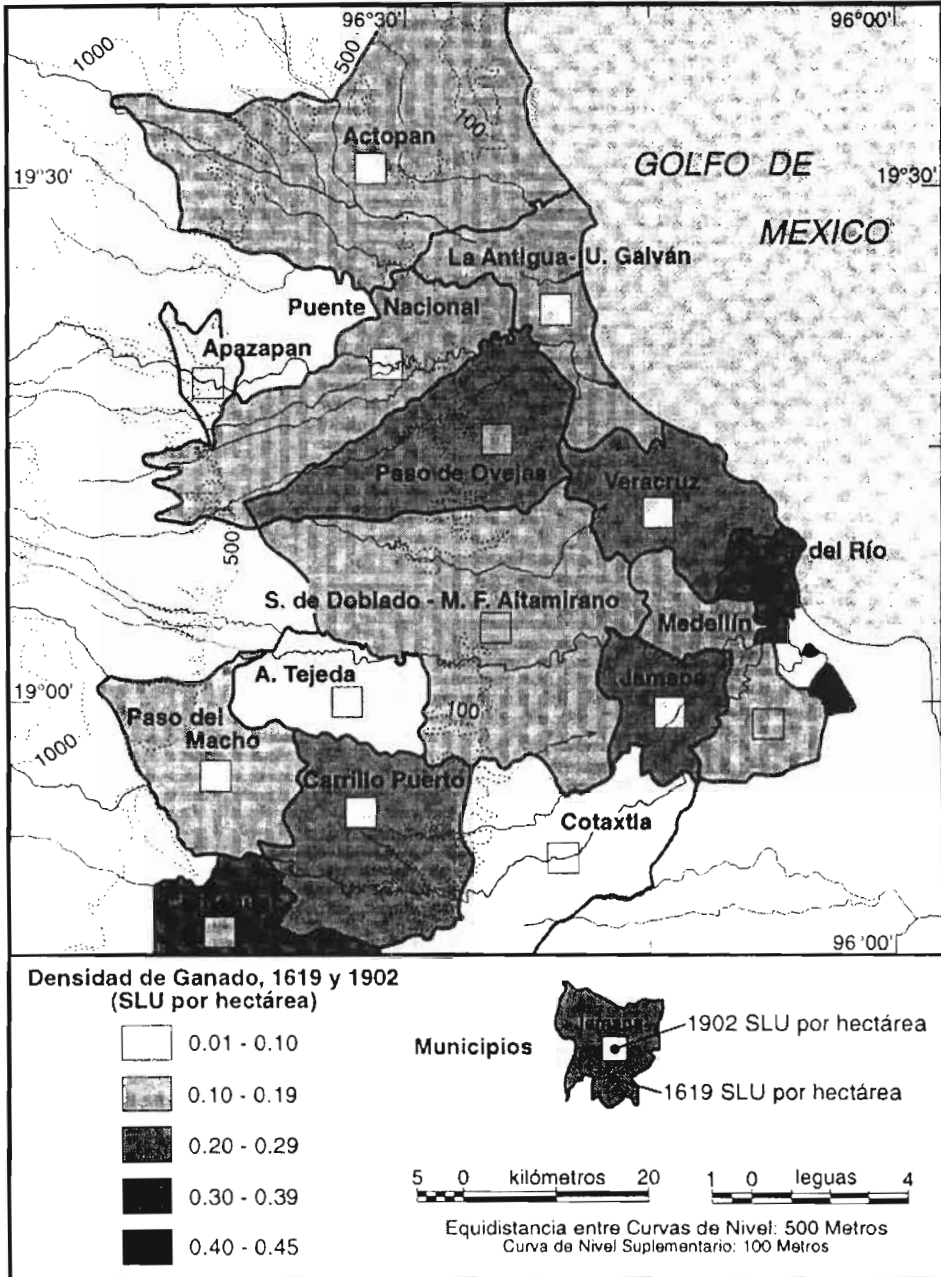 96°30'
96°00'
1000
500
100
Actopan
GOLFO DE
MEXICO
19°30'
19°30'
La Antigua- U. Galván
Puente Nacional
Apazapan
Paso de Ovejas
Veracruz
500
del Río
S. de Doblado - M. F. Altamirano
Medellín
A. Tejeda
Jamapa
19°00'
19°00'
100
Paso del
Macho
1000
Carrillo Puerto
Cotaxtla
96°00'
Densidad de Ganado, 1619 y 1902
(SLU por hectárea)
0.01 - 0.10
0.10 - 0.19
0.20 - 0.29
0.30 - 0.39
0.40 - 0.45
Municipios
Jamapa
1902 SLU por hectárea
1619 SLU por hectárea
5 0 kilómetros 20
1 0 leguas 4
Equidistancia entre Curvas de Nivel: 500 Metros
Curva de Nivel Suplementario: 100 Metros